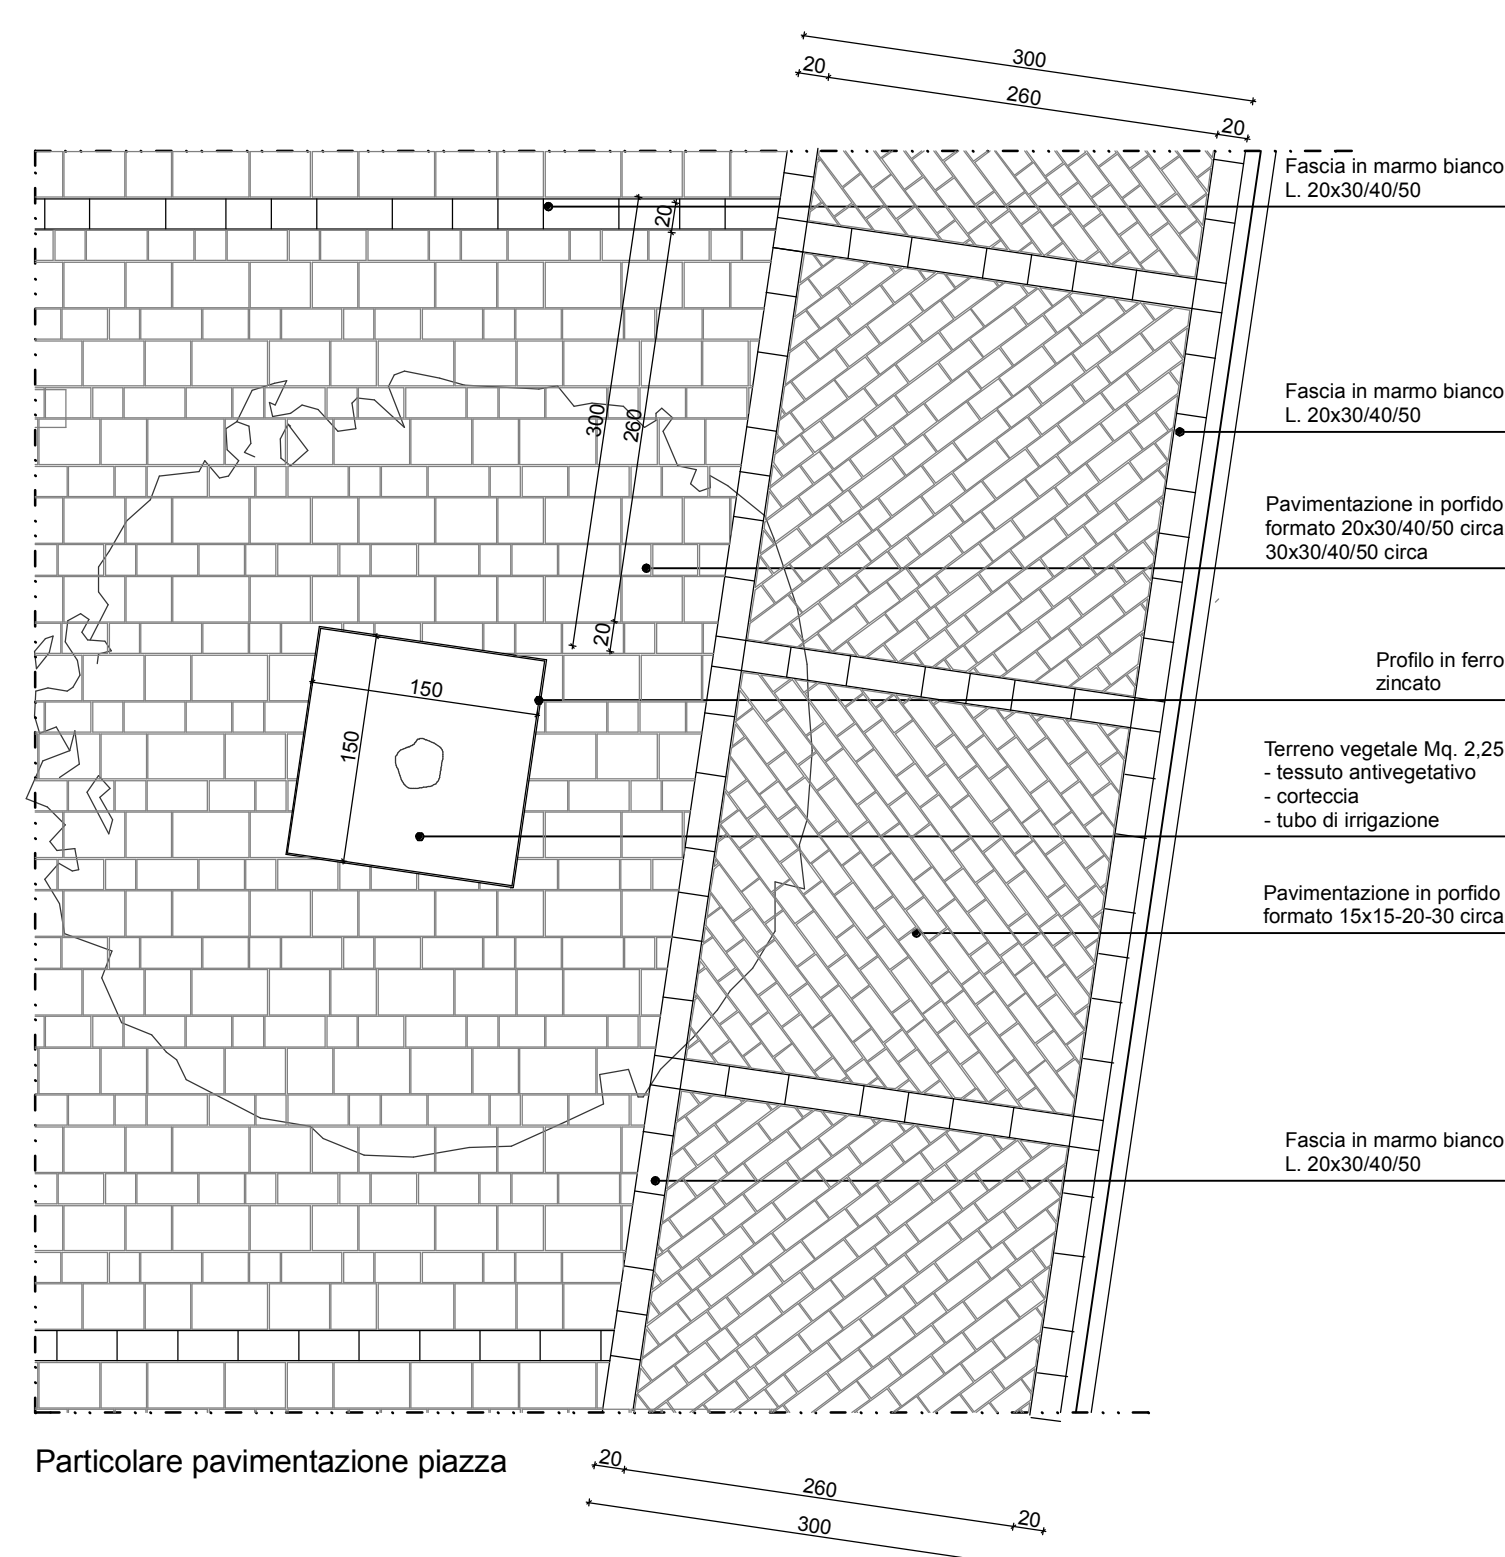 300
20
260
20
Fascia in marmo bianco
L. 20x30/40/50
20
300
260
20
Fascia in marmo bianco
L. 20x30/40/50
Pavimentazione in porfido
formato 20x30/40/50 circa
30x30/40/50 circa
150
150
Profilo in ferro
zincato
Terreno vegetale Mq. 2,25
- tessuto antivegetativo
- corteccia
- tubo di irrigazione
Pavimentazione in porfido
formato 15x15-20-30 circa
Fascia in marmo bianco
L. 20x30/40/50
Particolare pavimentazione piazza
20
260
20
300